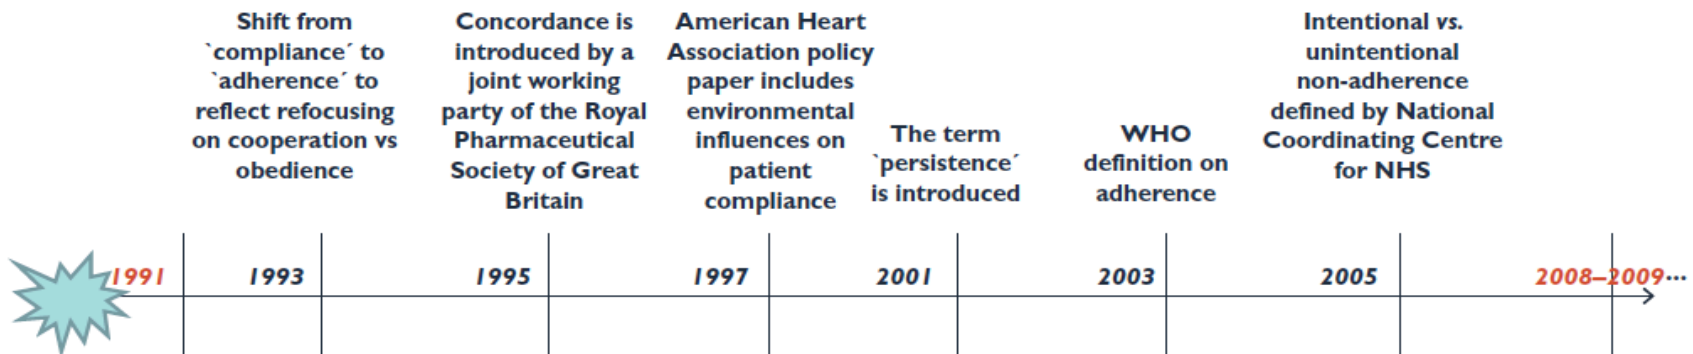 Shift from
`compliance´ to
`adherence´ to
reflect refocusing
on cooperation vs
obedience
Concordance is
introduced by a
joint working
party of the Royal
Pharmaceutical
Society of Great
Britain
American Heart
Association policy
paper includes
environmental
influences on
patient
compliance
The term
`persistence´
is introduced
WHO
definition on
adherence
Intentional vs.
unintentional
non-adherence
defined by National
Coordinating Centre
for NHS
1991
1993
1995
1997
2001
2003
2005
2008–2009...